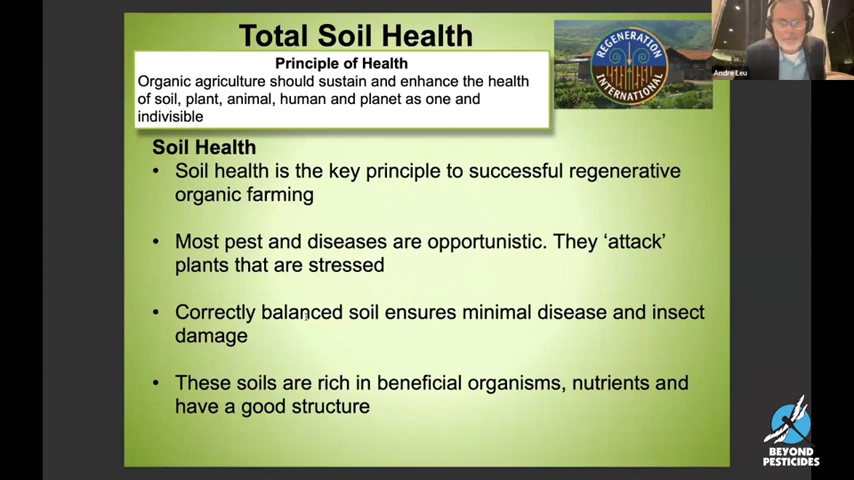 Total Soil Health
Principle of Health
Organic agriculture should sustain and enhance the health
of soil, plant, animal, human and planet as one and
indivisible
REGENERATION
INTERNATIONAL
Andre Leu
Soil Health
• Soil health is the key principle to successful regenerative
organic farming
• Most pest and diseases are opportunistic. They ‘attack’
plants that are stressed
• Correctly balanced soil ensures minimal disease and insect
damage
• These soils are rich in beneficial organisms, nutrients and
have a good structure
BEYOND
PESTICIDES